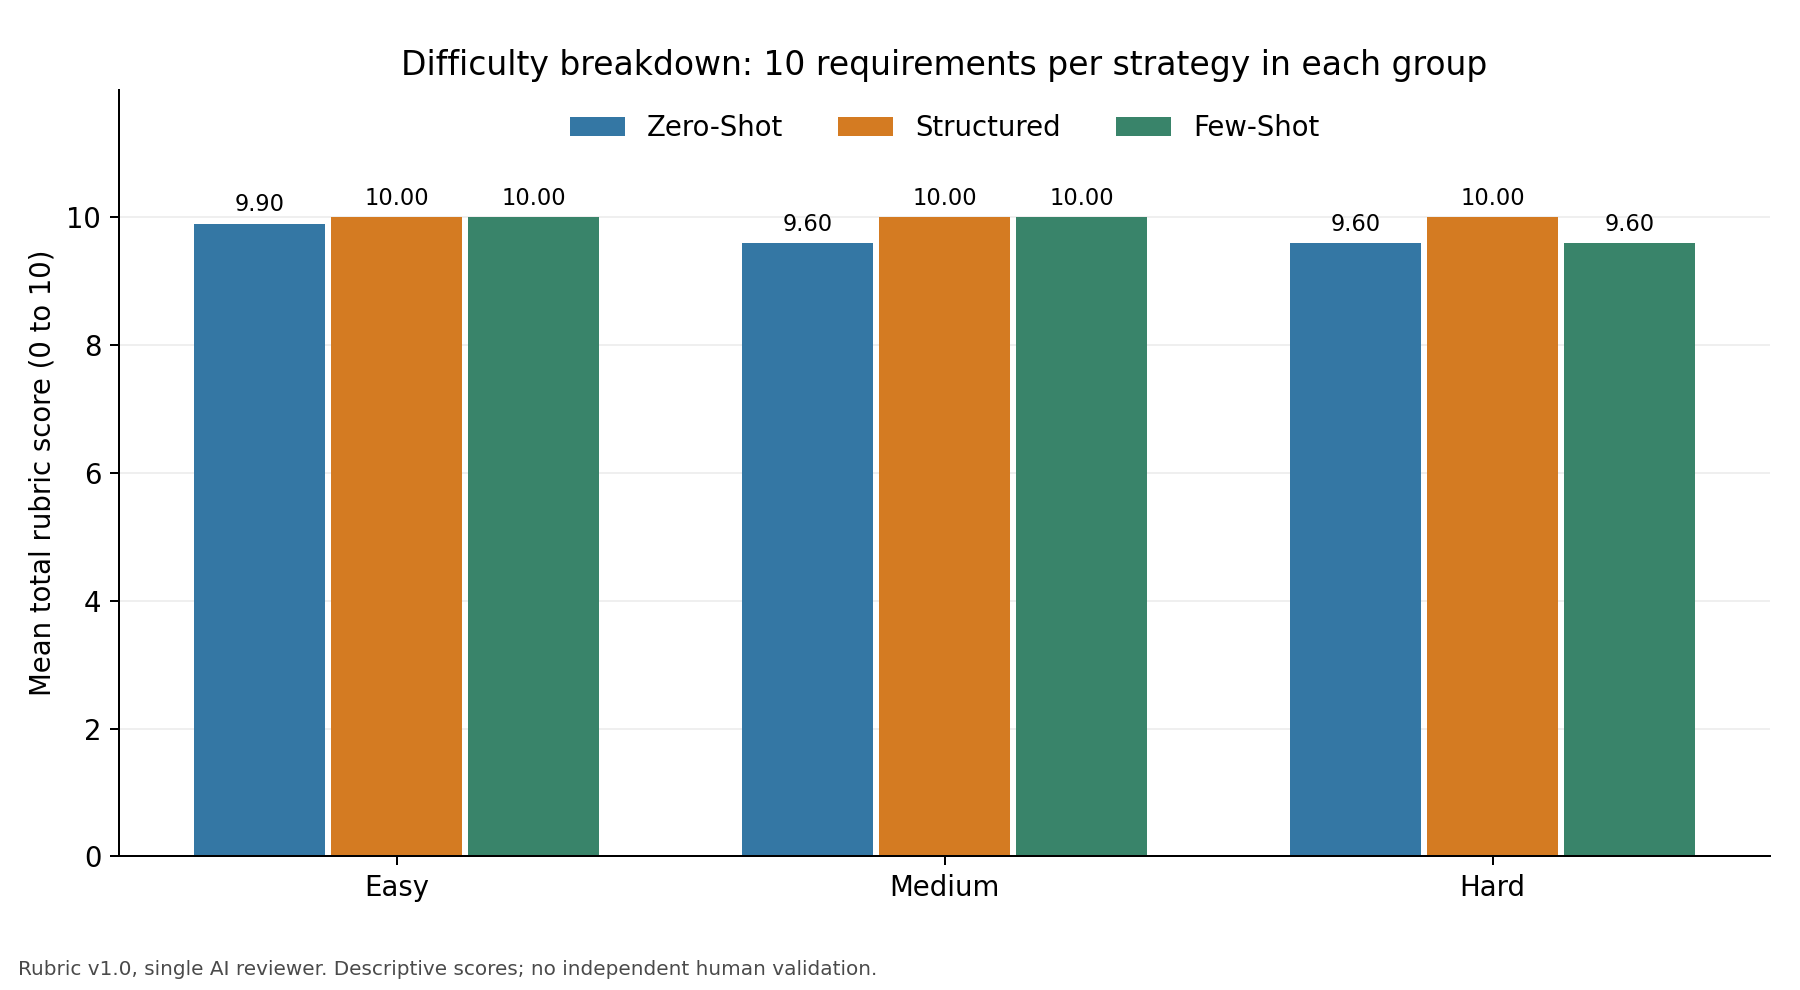 Difficulty breakdown: 10 requirements per strategy in each group
Zero-Shot Structured Few-Shot
Mean total rubric score (0 to 10)
10
8
6
4
2
0
9.90 10.00 10.00
9.60 10.00 10.00
9.60 10.00 9.60
Easy Medium Hard
Rubric v1.0, single AI reviewer. Descriptive scores; no independent human validation.